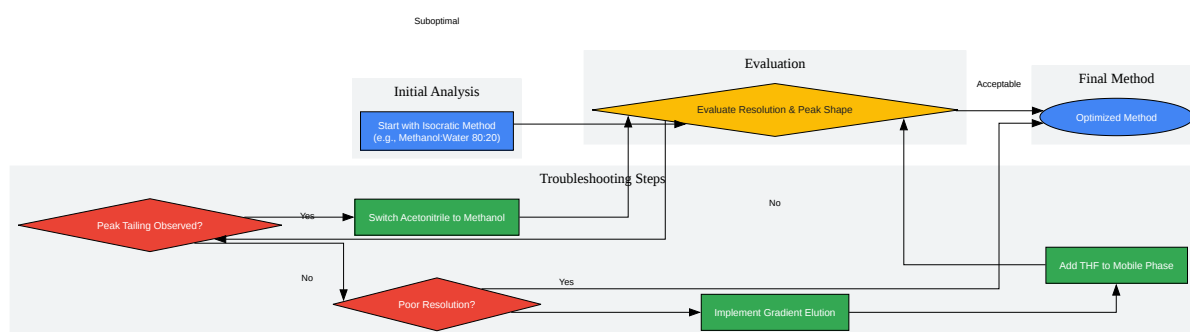 Suboptimal
Evaluation
Initial Analysis
Final Method
Acceptable
Evaluate Resolution & Peak Shape
Start with Isocratic Method
(e.g., Methanol:Water 80:20)
Optimized Method
Troubleshooting Steps
No
Peak Tailing Observed?
Yes
Switch Acetonitrile to Methanol
Add THF to Mobile Phase
No
Yes
Poor Resolution?
Implement Gradient Elution